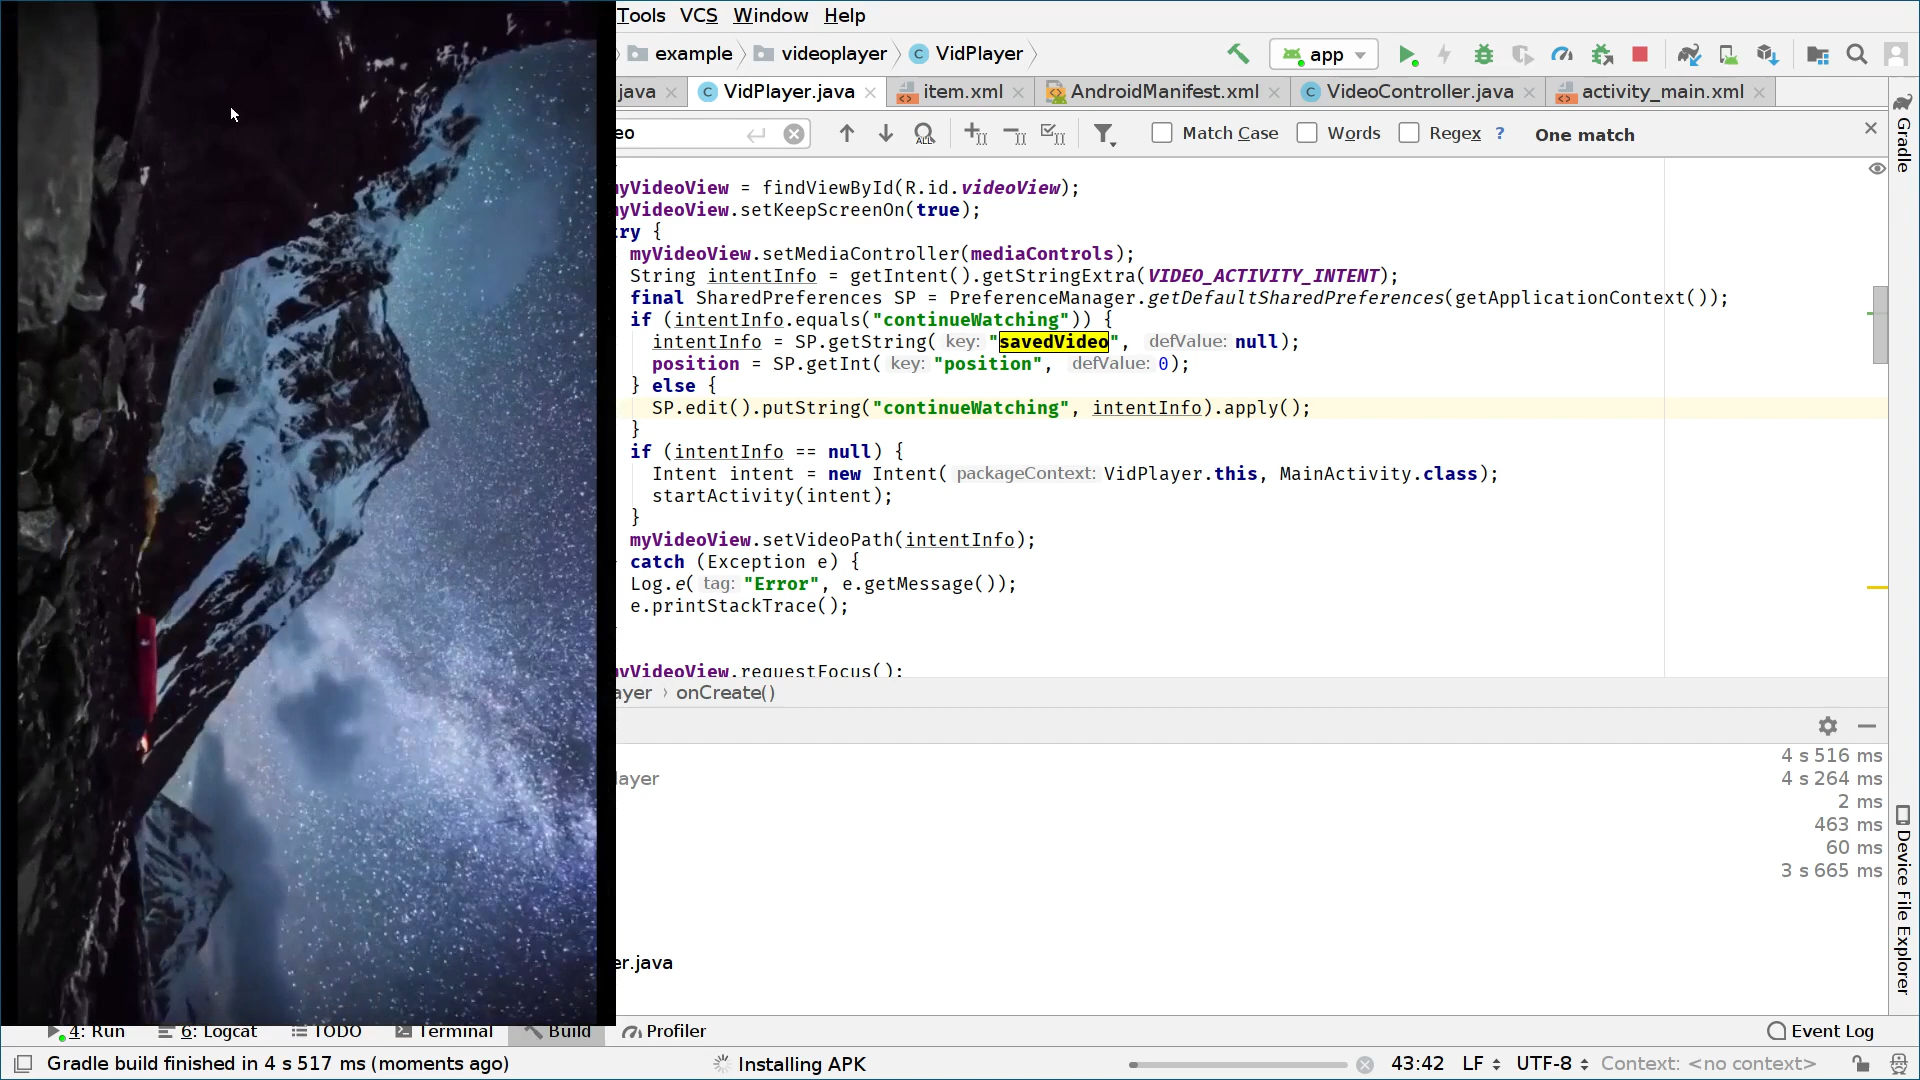 Tools VCS Window Help
example videoplayer VidPlayer
app
java VidPlayer.java item.xml AndroidManifest.xml VideoController.java activity_main.xml
eo Match Case Words Regex ? One match
myVideoView = findViewById(R.id.videoView);
myVideoView.setKeepScreenOn(true);
try {
myVideoView.setMediaController(mediaControls);
String intentInfo = getIntent().getStringExtra(VIDEO_ACTIVITY_INTENT);
final SharedPreferences SP = PreferenceManager.getDefaultSharedPreferences(getApplicationContext());
if (intentInfo.equals("continueWatching")) {
intentInfo = SP.getString( key: "savedVideo", defValue: null);
position = SP.getInt( key: "position", defValue: 0);
} else {
SP.edit().putString("continueWatching", intentInfo).apply();
}
if (intentInfo == null) {
Intent intent = new Intent( packageContext: VidPlayer.this, MainActivity.class);
startActivity(intent);
}
myVideoView.setVideoPath(intentInfo);
catch (Exception e) {
Log.e( tag: "Error", e.getMessage());
e.printStackTrace();
myVideoView.requestFocus();
ayer › onCreate()
4 s 516 ms
layer 4 s 264 ms
2 ms
463 ms
60 ms
3 s 665 ms
er.java
4: Run 6: Logcat TODO Terminal Build Profiler Event Log
Gradle build finished in 4 s 517 ms (moments ago) Installing APK 43:42 LF UTF-8 Context: <no context>
Gradle
Device File Explorer